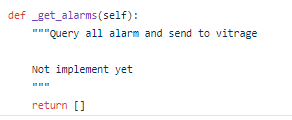 def _get_alarms(self):
"""Query all alarm and send to vitrage
Not implement yet
"""
return []